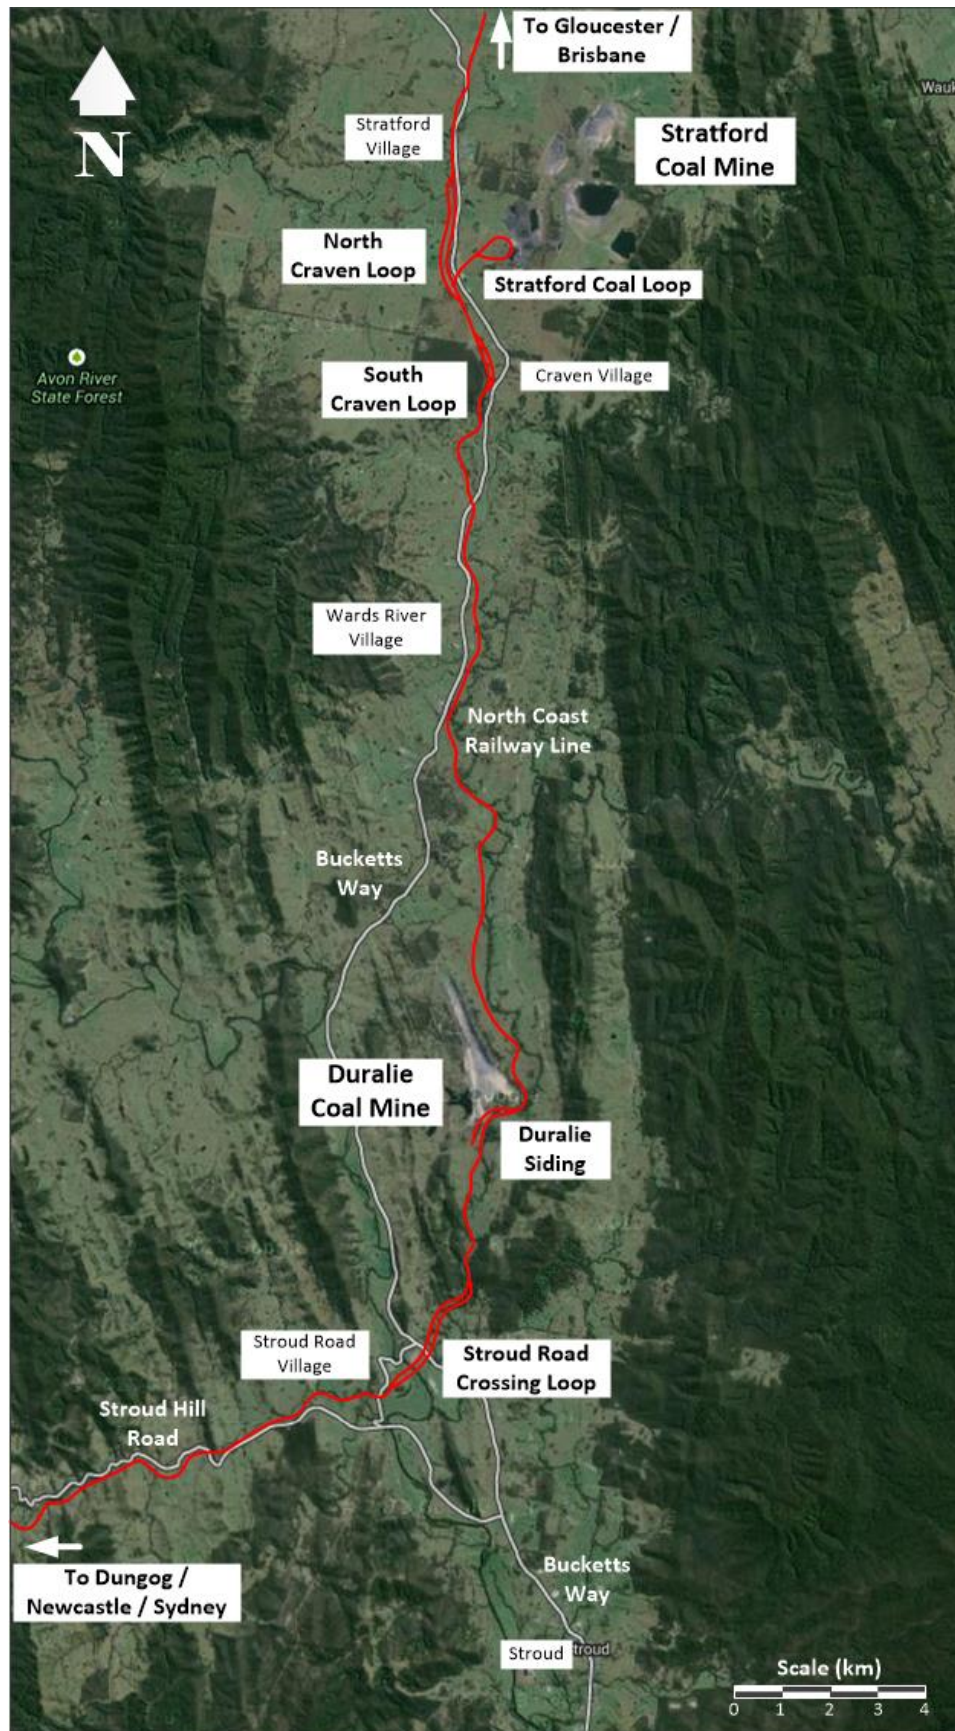 To Gloucester /
Brisbane
N
Stratford
Village
Stratford
Coal Mine
North
Craven Loop
Stratford Coal Loop
Avon River
State Forest
South
Craven Loop
Craven Village
Wards River
Village
North Coast
Railway Line
Bucketts
Way
Duralie
Coal Mine
Duralie
Siding
Stroud Road
Village
Stroud Road
Crossing Loop
Stroud Hill
Road
To Dungog /
Newcastle / Sydney
Bucketts
Way
Stroud
Scale (km)
0 1 2 3 4